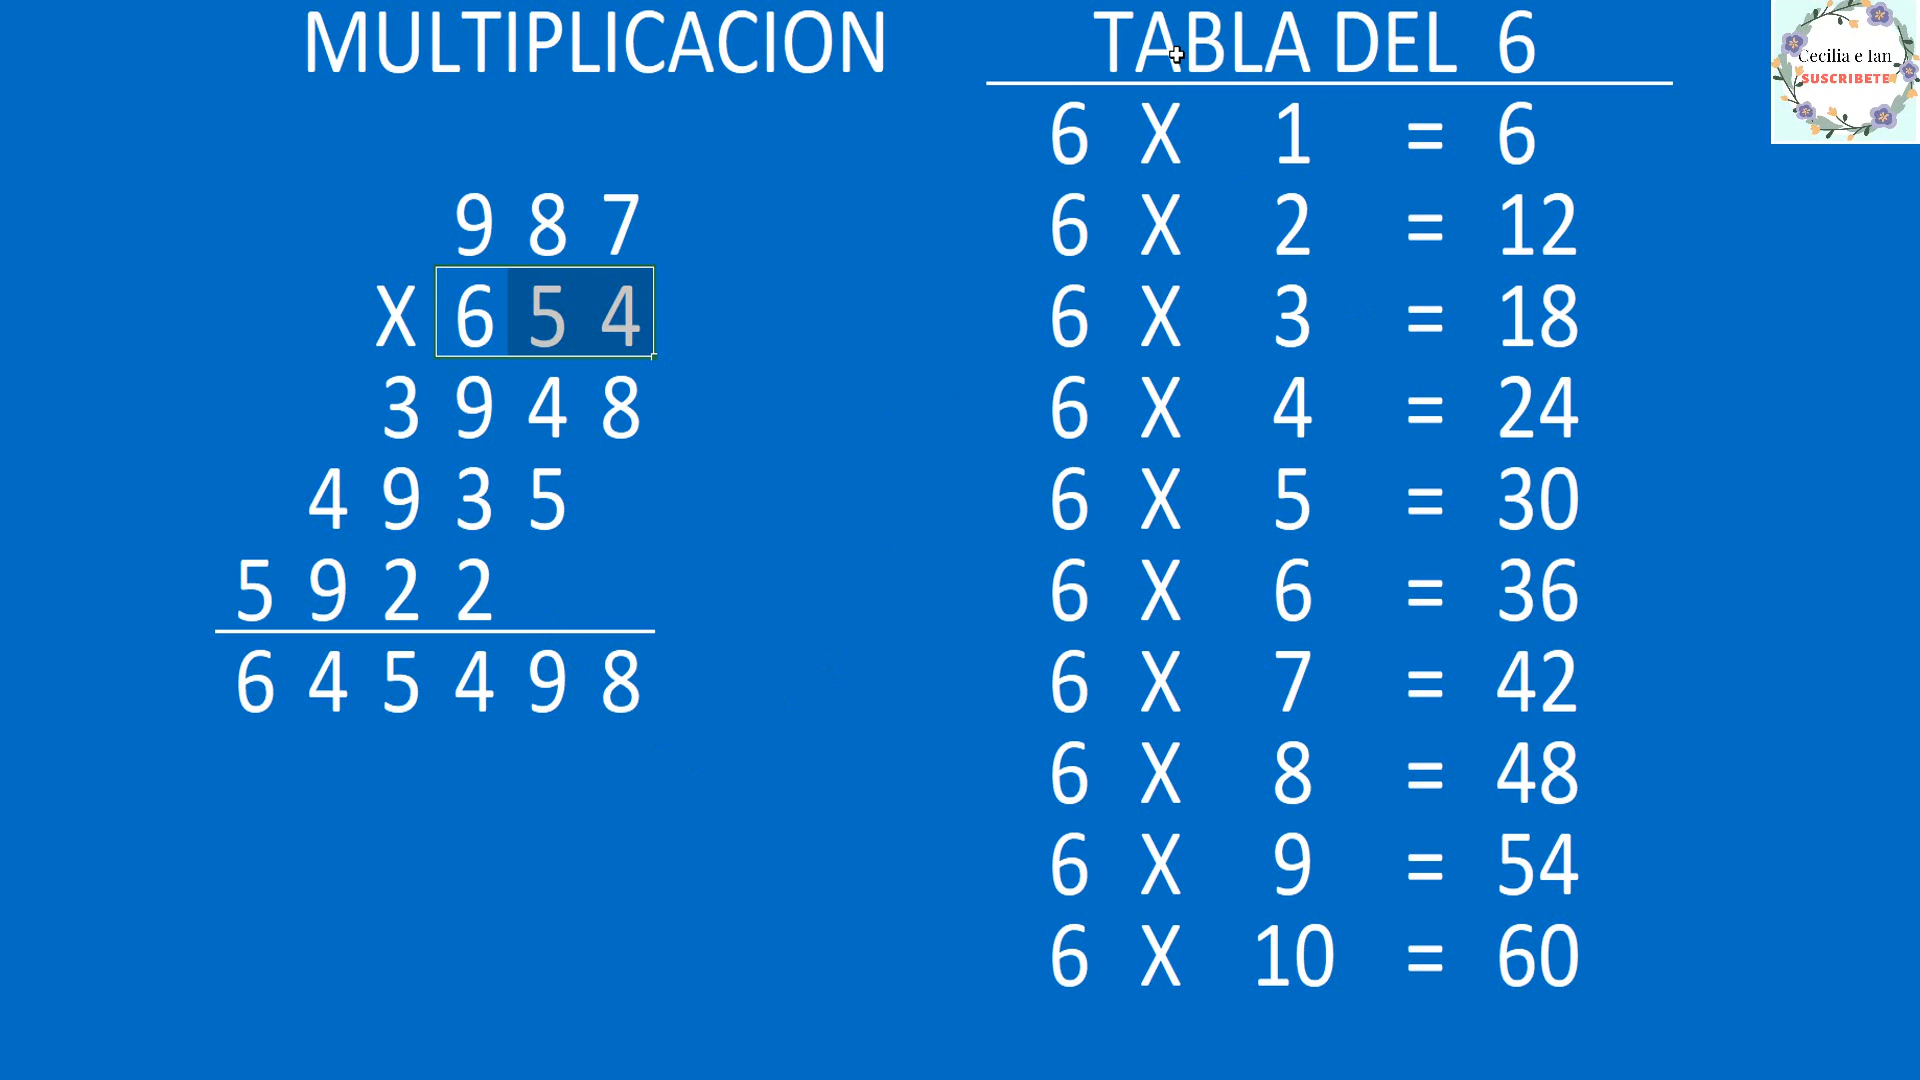 MULTIPLICACION
9 8 7
X 6 5 4
3 9 4 8
4 9 3 5
5 9 2 2
6 4 5 4 9 8
TABLA DEL 6
6 X 1 = 6
6 X 2 = 12
6 X 3 = 18
6 X 4 = 24
6 X 5 = 30
6 X 6 = 36
6 X 7 = 42
6 X 8 = 48
6 X 9 = 54
6 X 10 = 60
Cecilia e Ian
SUSCRIBETE